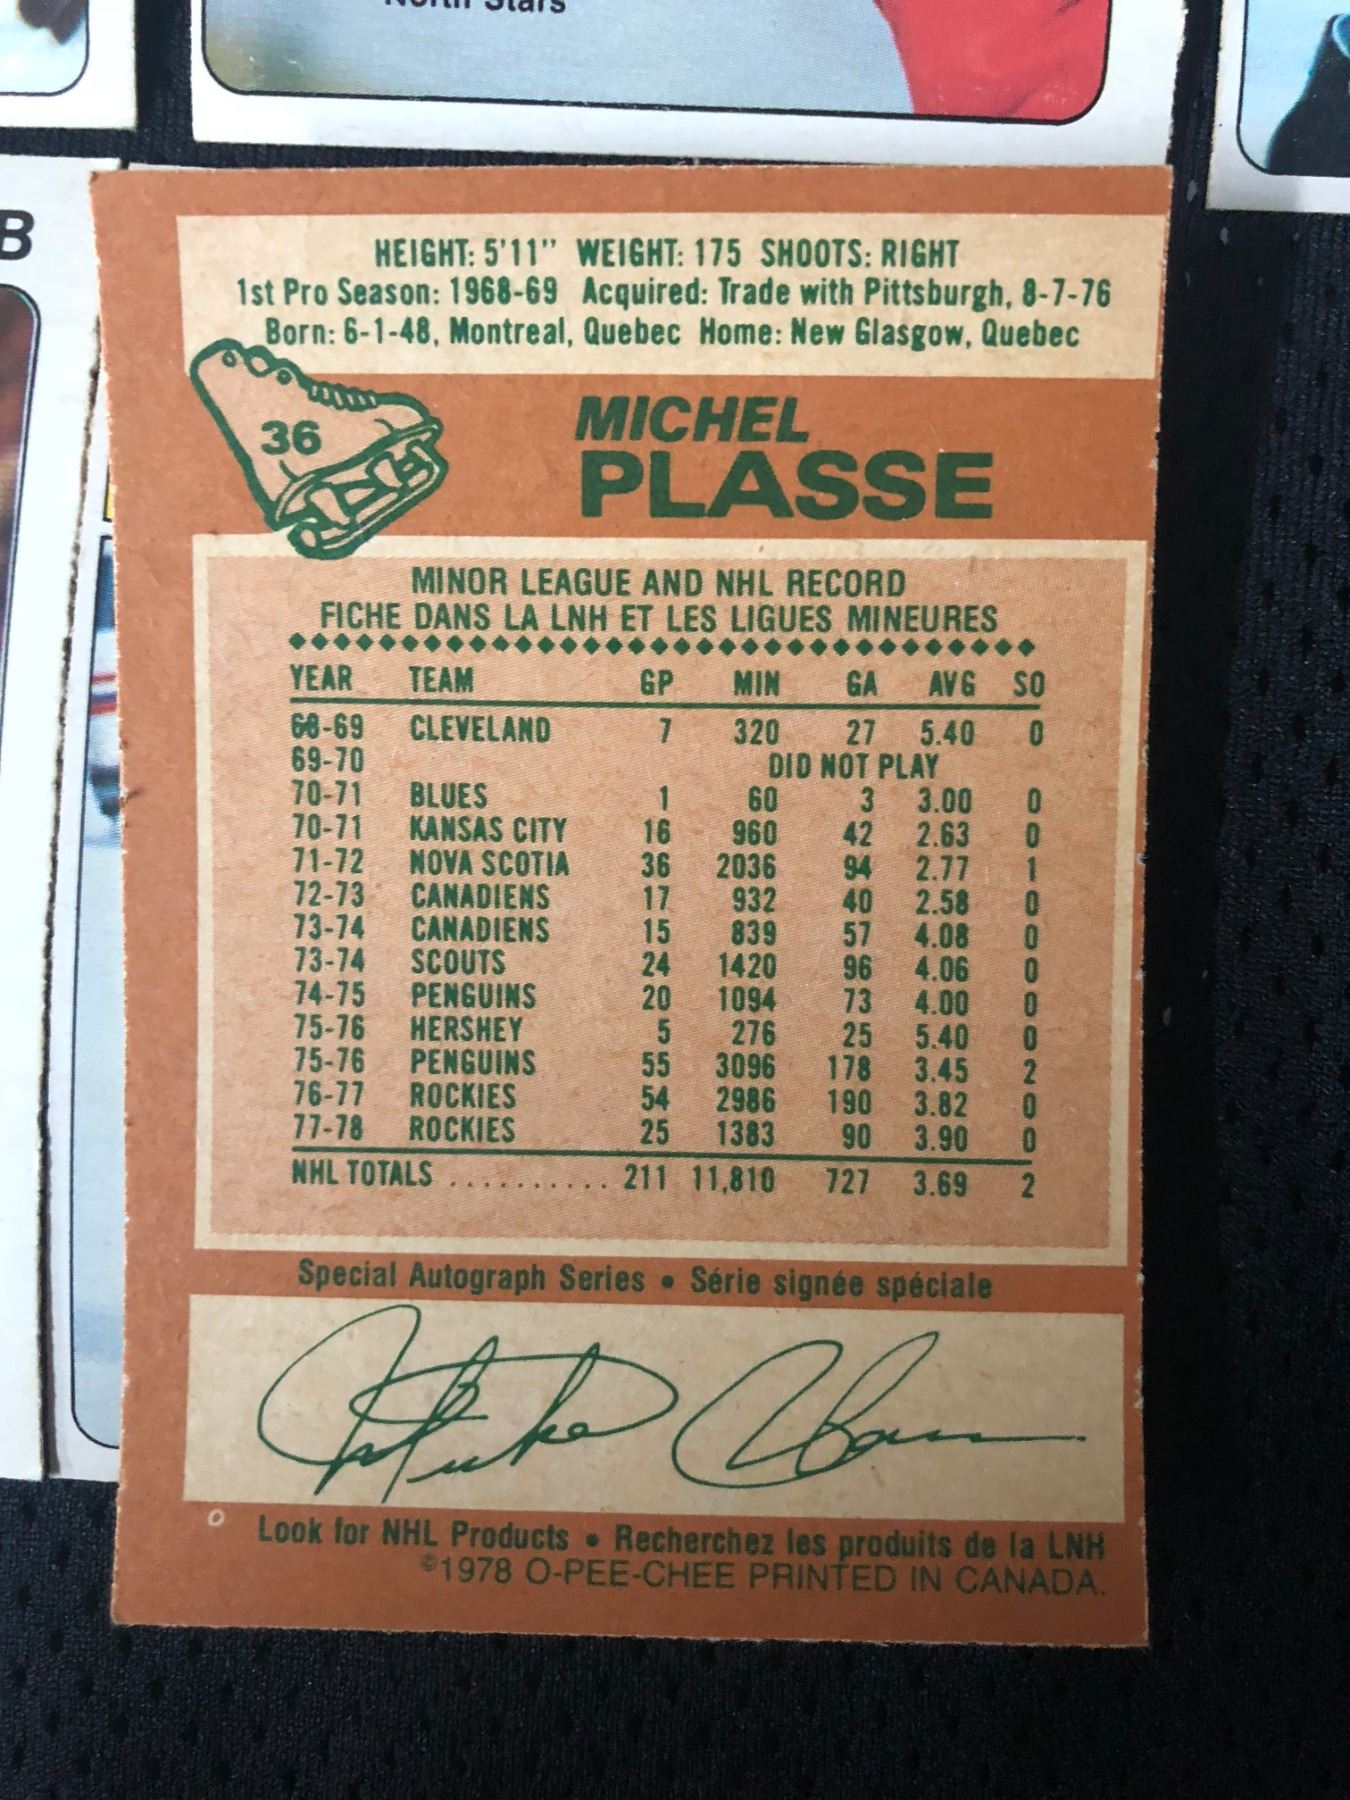 North Stars
B
HEIGHT: 5'11" WEIGHT: 175 SHOOTS: RIGHT
1st Pro Season: 1968-69 Acquired: Trade with Pittsburgh, 8-7-76
Born: 6-1-48, Montreal, Quebec Home: New Glasgow, Quebec
36
MICHEL
PLASSE
MINOR LEAGUE AND NHL RECORD
FICHE DANS LA LNH ET LES LIGUES MINEURES
YEAR TEAM GP MIN GA AVG SO
68-69 CLEVELAND 7 320 27 5.40 0
69-70 DID NOT PLAY
70-71 BLUES 1 60 3 3.00 0
70-71 KANSAS CITY 16 960 42 2.63 0
71-72 NOVA SCOTIA 36 2036 94 2.77 1
72-73 CANADIENS 17 932 40 2.58 0
73-74 CANADIENS 15 839 57 4.08 0
73-74 SCOUTS 24 1420 96 4.06 0
74-75 PENGUINS 20 1094 73 4.00 0
75-76 HERSHEY 5 276 25 5.40 0
75-76 PENGUINS 55 3096 178 3.45 2
76-77 ROCKIES 54 2986 190 3.82 0
77-78 ROCKIES 25 1383 90 3.90 0
NHL TOTALS .......... 211 11,810 727 3.69 2
Special Autograph Series • Série signée spéciale
Look for NHL Products • Recherchez les produits de la LNH
©1978 O-PEE-CHEE PRINTED IN CANADA.